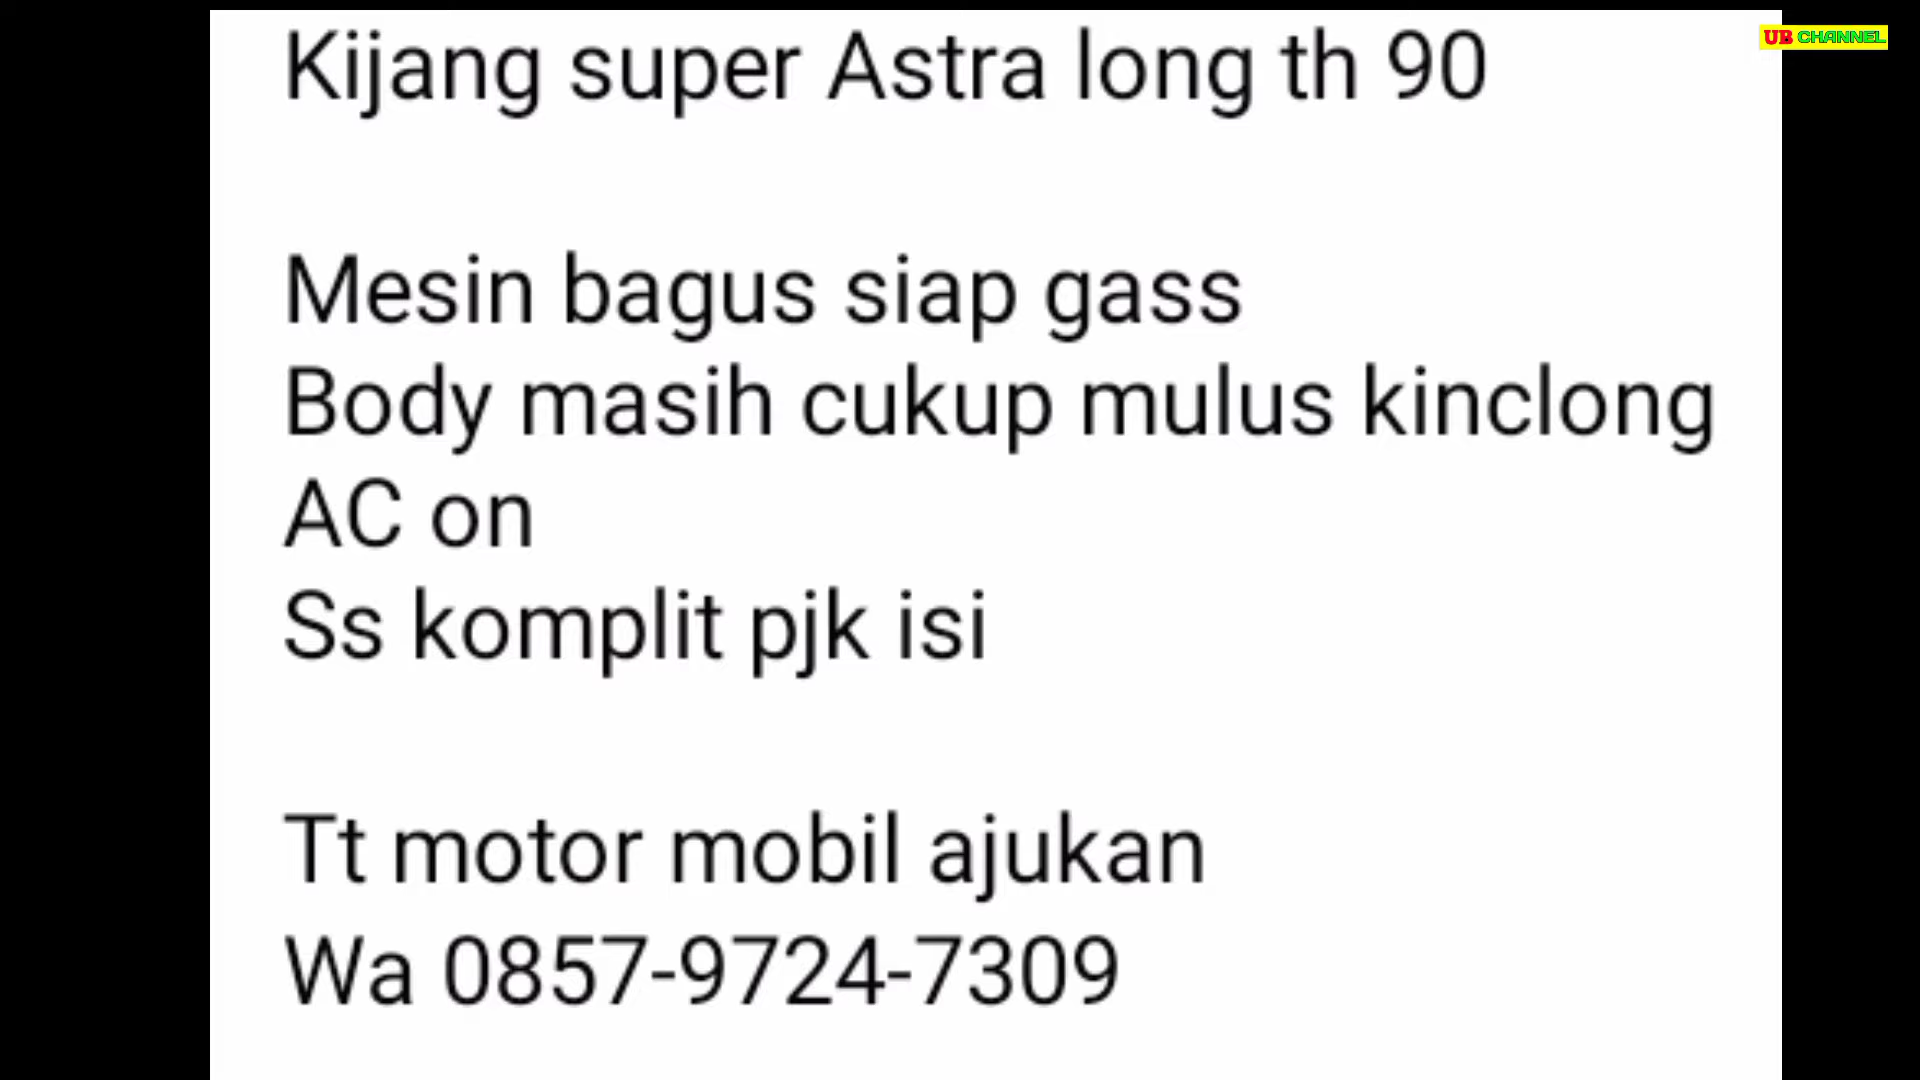 Kijang super Astra long th 90
UB CHANNEL
Mesin bagus siap gass
Body masih cukup mulus kinclong
AC on
Ss komplit pjk isi
Tt motor mobil ajukan
Wa 0857-9724-7309